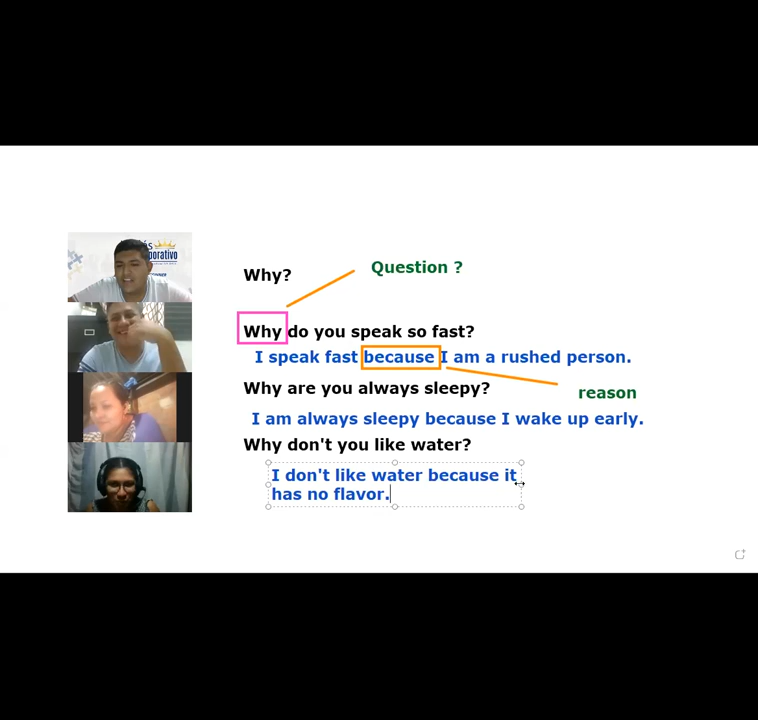 és
porativo
Question ?
Why?
Why do you speak so fast?
I speak fast because I am a rushed person.
Why are you always sleepy?
reason
I am always sleepy because I wake up early.
Why don't you like water?
I don't like water because it
has no flavor.